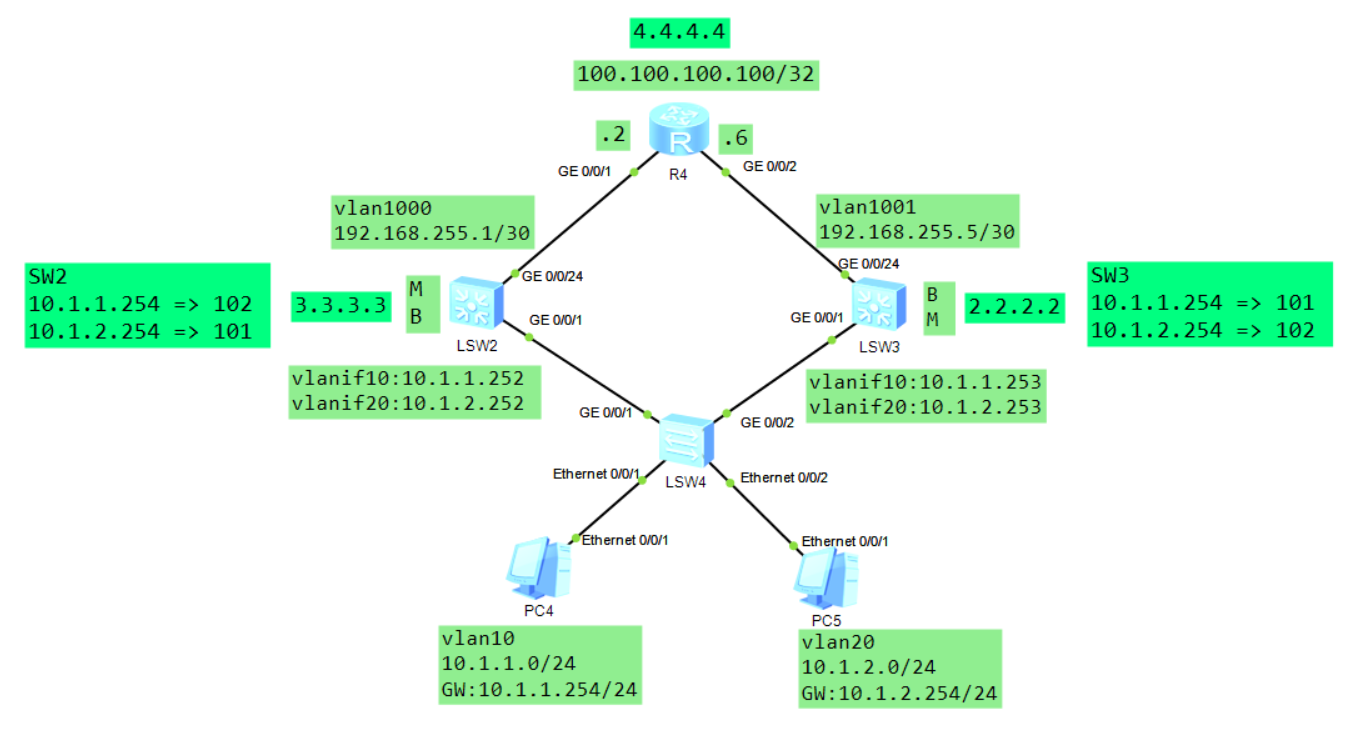 4.4.4.4
100.100.100.100/32
.2
.6
R
GE 0/0/1
R4
GE 0/0/2
vlan1000
192.168.255.1/30
vlan1001
192.168.255.5/30
GE 0/0/24
GE 0/0/24
SW2
10.1.1.254 => 102
10.1.2.254 => 101
3.3.3.3
M
B
GE 0/0/1
LSW2
GE 0/0/1
LSW3
B
M
2.2.2.2
SW3
10.1.1.254 => 101
10.1.2.254 => 102
vlanif10:10.1.1.252
vlanif20:10.1.2.252
vlanif10:10.1.1.253
vlanif20:10.1.2.253
GE 0/0/1
GE 0/0/2
LSW4
Ethernet 0/0/1
Ethernet 0/0/2
Ethernet 0/0/1
Ethernet 0/0/1
PC4
PC5
vlan10
10.1.1.0/24
GW:10.1.1.254/24
vlan20
10.1.2.0/24
GW:10.1.2.254/24